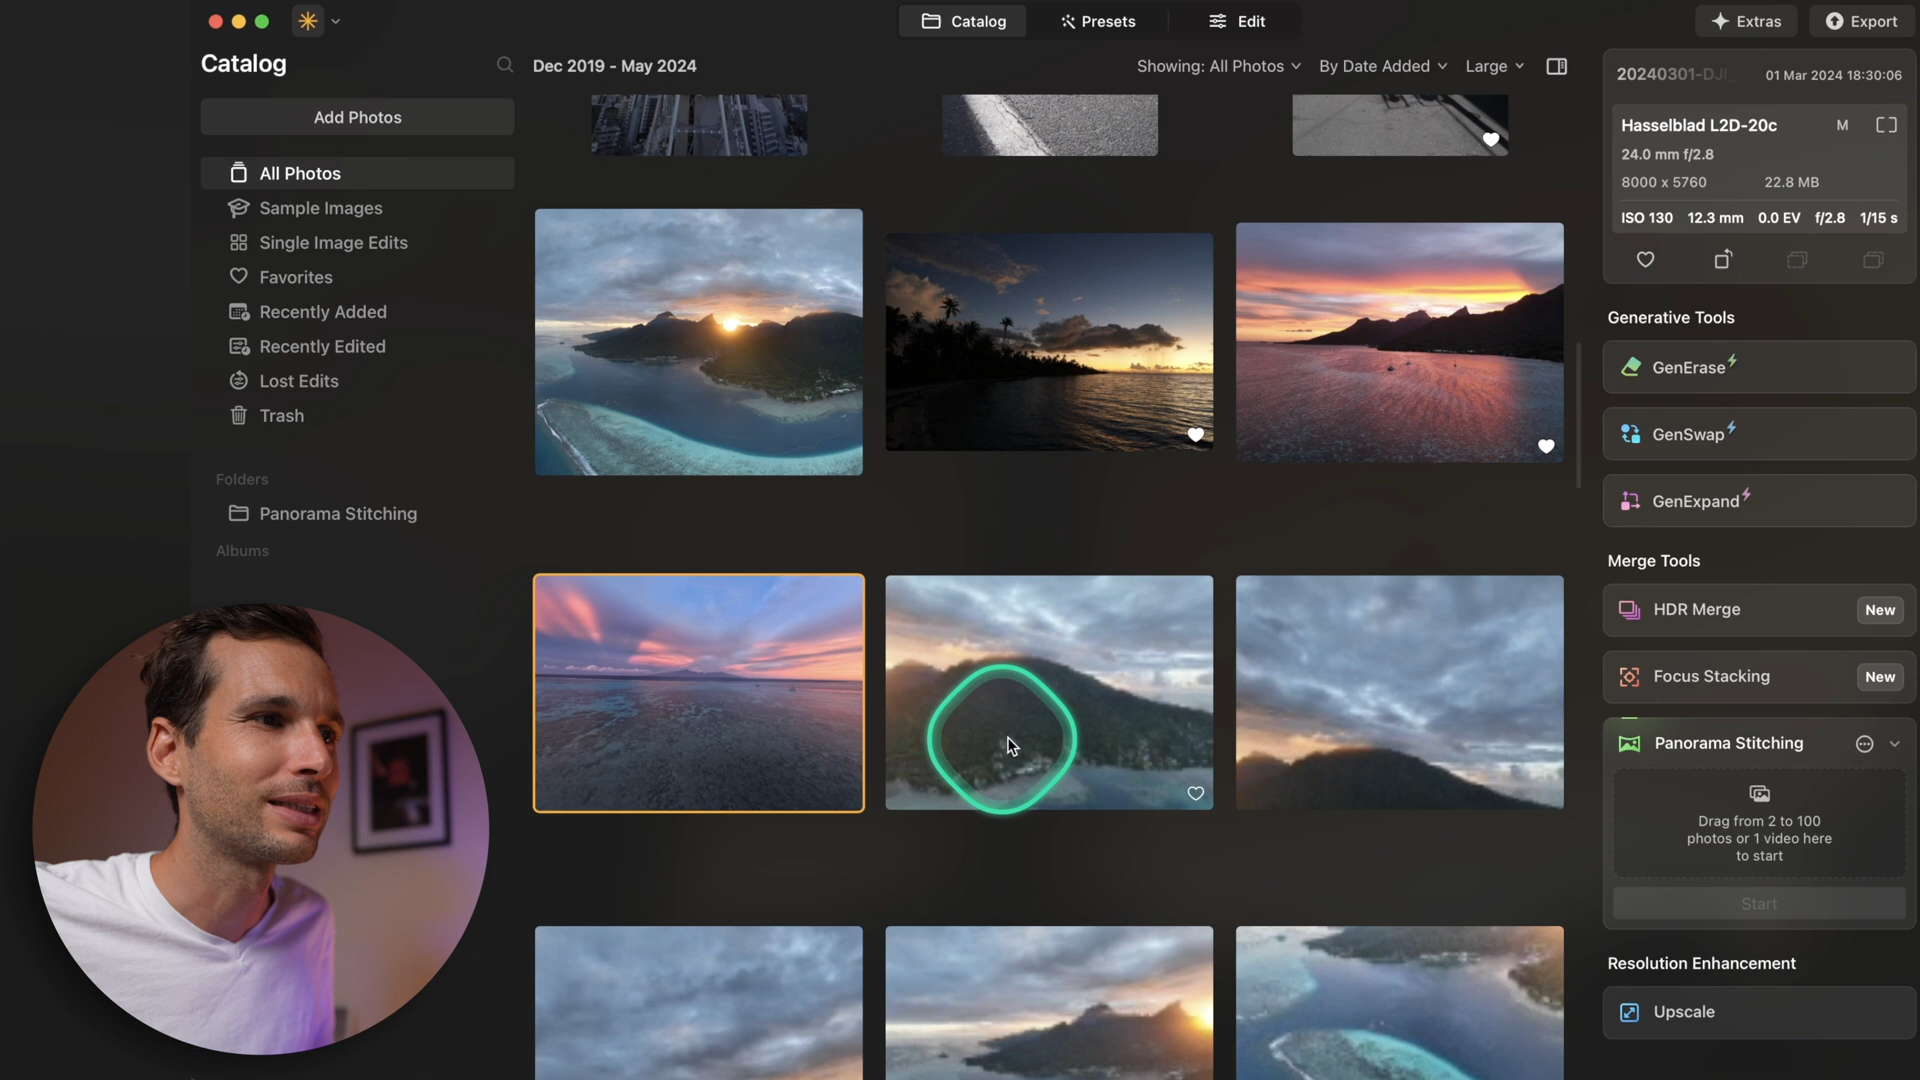 Catalog
Presets
Edit
Extras
Export
Catalog
Add Photos
All Photos
Sample Images
Single Image Edits
Favorites
Recently Added
Recently Edited
Lost Edits
Trash
Folders
Panorama Stitching
Albums
Dec 2019 - May 2024
Showing: All Photos
By Date Added
Large
20240301-DJI_
01 Mar 2024 18:30:06
Hasselblad L2D-20c
M
24.0 mm f/2.8
8000 x 5760
22.8 MB
ISO 130 12.3 mm 0.0 EV f/2.8 1/15 s
Generative Tools
GenErase
GenSwap
GenExpand
Merge Tools
HDR Merge
New
Focus Stacking
New
Panorama Stitching
Drag from 2 to 100
photos or 1 video here
to start
Start
Resolution Enhancement
Upscale